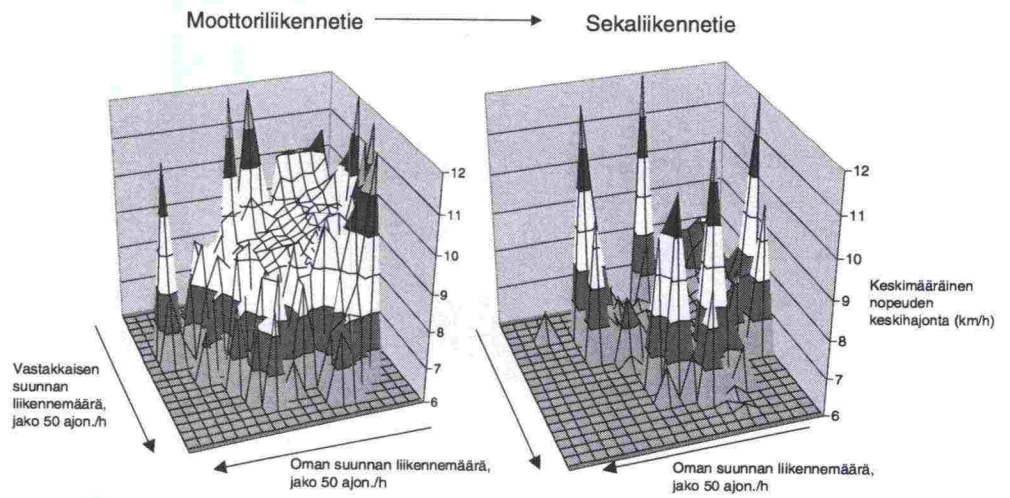 Moottoriliikennetie
Sekaliikennetie
12
11
10
9
8
7
6
Vastakkaisen
suunnan
liikennemäärä,
jako 50 ajon./h
Oman suunnan liikennemäärä,
jako 50 ajon./h
12
11
10
9
8
7
6
Keskimääräinen
nopeuden
keskihajonta (km/h)
Oman suunnan liikennemäärä,
jako 50 ajon./h